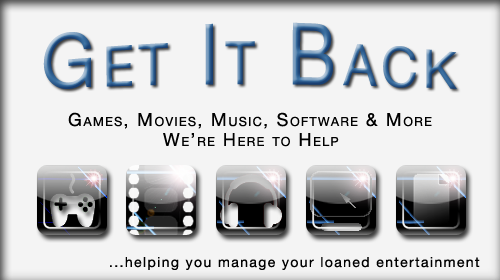 Get It Back
Games, Movies, Music, Software & More
We're Here to Help
...helping you manage your loaned entertainment